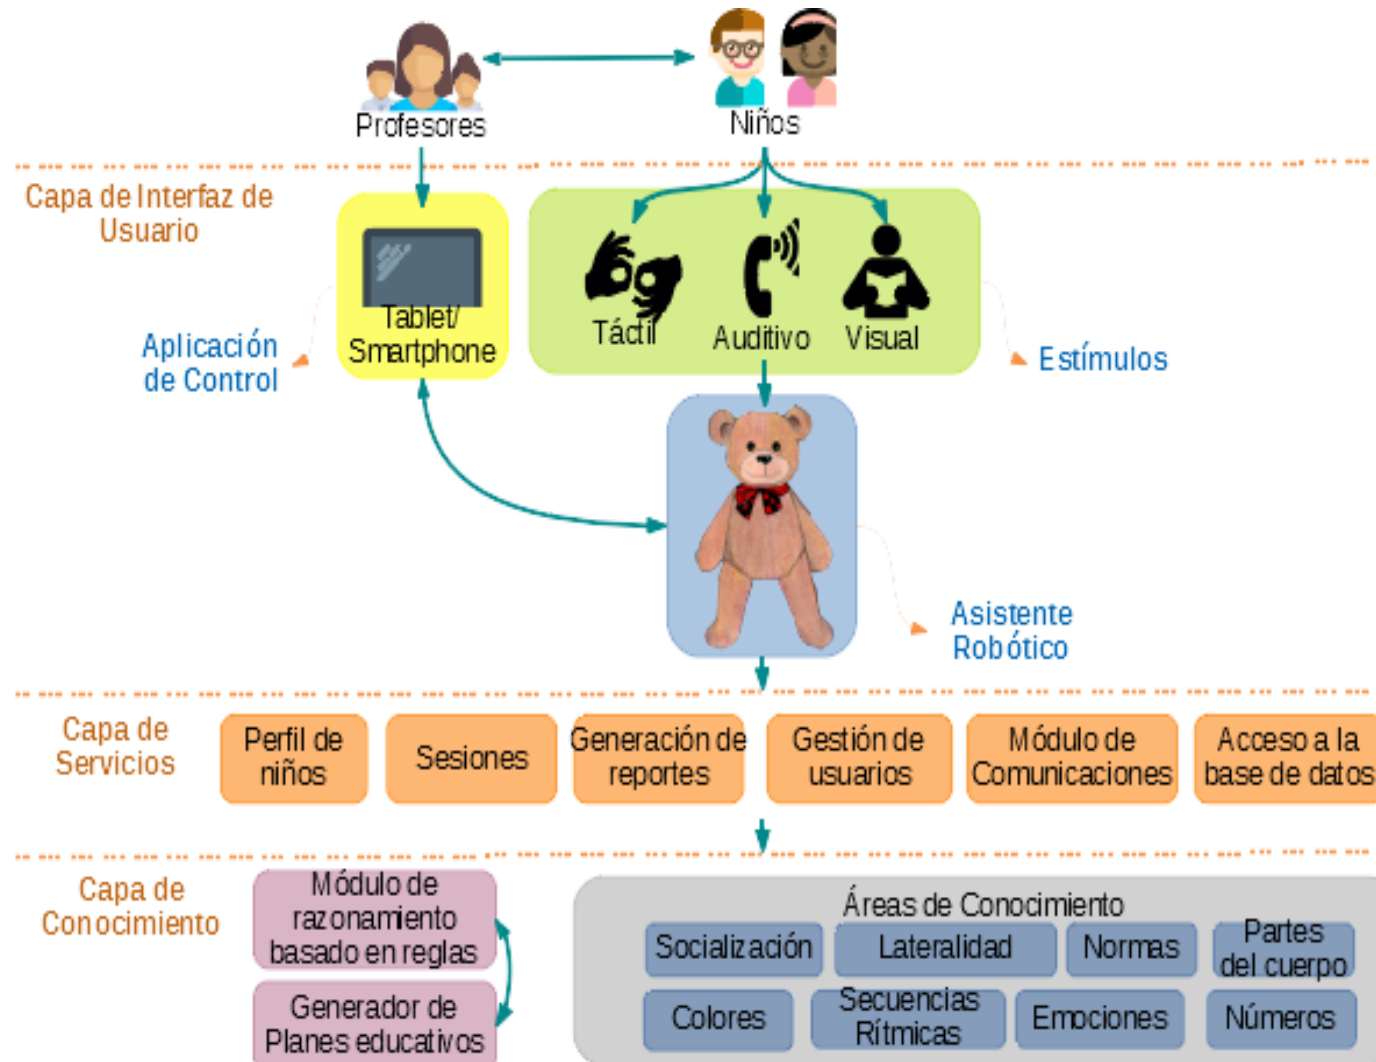 Profesores
Niños
Capa de Interfaz de
Usuario
Tablet/
Smartphone
Táctil
Auditivo
Visual
Aplicación
de Control
Estímulos
Asistente
Robótico
Capa de
Servicios
Perfil de
niños
Sesiones
Generación de
reportes
Gestión de
usuarios
Módulo de
Comunicaciones
Acceso a la
base de datos
Capa de
Conocimiento
Módulo de
razonamiento
basado en reglas
Generador de
Planes educativos
Áreas de Conocimiento
Socialización
Lateralidad
Normas
Partes
del cuerpo
Colores
Secuencias
Rítmicas
Emociones
Números